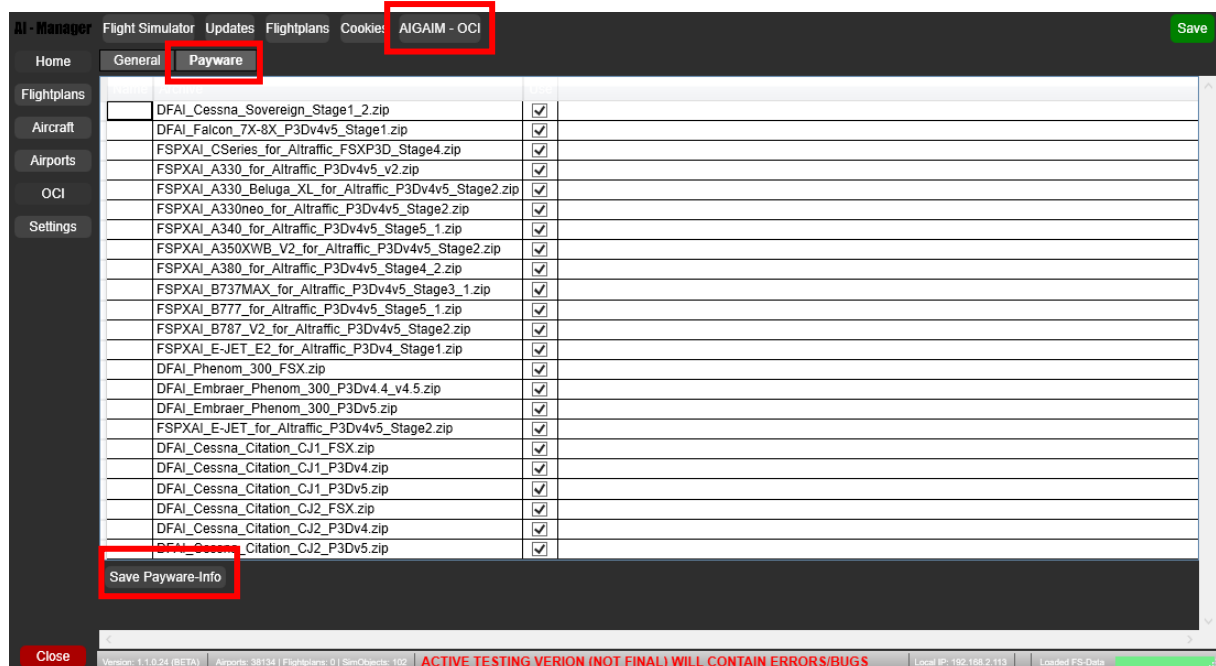 AI - Manager Flight Simulator Updates Flightplans Cookies AIGAIM - OCI Save
Home General Payware
Name Archive Use
Flightplans
DFAI_Cessna_Sovereign_Stage1_2.zip
Aircraft
DFAI_Falcon_7X-8X_P3Dv4v5_Stage1.zip
FSPXAI_CSeries_for_AItraffic_FSXP3D_Stage4.zip
Airports
FSPXAI_A330_for_AItraffic_P3Dv4v5_v2.zip
OCI
FSPXAI_A330_Beluga_XL_for_AItraffic_P3Dv4v5_Stage2.zip
FSPXAI_A330neo_for_AItraffic_P3Dv4v5_Stage2.zip
Settings
FSPXAI_A340_for_AItraffic_P3Dv4v5_Stage5_1.zip
FSPXAI_A350XWB_V2_for_AItraffic_P3Dv4v5_Stage2.zip
FSPXAI_A380_for_AItraffic_P3Dv4v5_Stage4_2.zip
FSPXAI_B737MAX_for_AItraffic_P3Dv4v5_Stage3_1.zip
FSPXAI_B777_for_AItraffic_P3Dv4v5_Stage5_1.zip
FSPXAI_B787_V2_for_AItraffic_P3Dv4v5_Stage2.zip
FSPXAI_E-JET_E2_for_AItraffic_P3Dv4_Stage1.zip
DFAI_Phenom_300_FSX.zip
DFAI_Embraer_Phenom_300_P3Dv4.4_v4.5.zip
DFAI_Embraer_Phenom_300_P3Dv5.zip
FSPXAI_E-JET_for_AItraffic_P3Dv4v5_Stage2.zip
DFAI_Cessna_Citation_CJ1_FSX.zip
DFAI_Cessna_Citation_CJ1_P3Dv4.zip
DFAI_Cessna_Citation_CJ1_P3Dv5.zip
DFAI_Cessna_Citation_CJ2_FSX.zip
DFAI_Cessna_Citation_CJ2_P3Dv4.zip
DFAI_Cessna_Citation_CJ2_P3Dv5.zip
Save Payware-Info
Close Version: 1.1.0.24 (BETA) Airports: 38134 | Flightplans: 0 | SimObjects: 102 ACTIVE TESTING VERION (NOT FINAL) WILL CONTAIN ERRORS/BUGS Local IP: 192.168.2.113 Loaded FS-Data